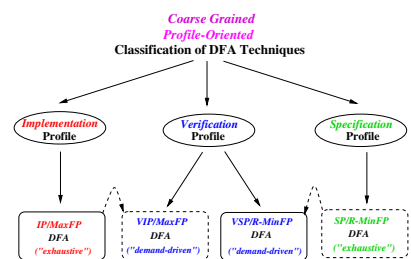 Coarse Grained
Profile-Oriented
Classification of DFA Techniques
Implementation
Profile
Verification
Profile
Specification
Profile
IP/MaxFP
DFA
("exhaustive")
VIP/MaxFP
DFA
("demand-driven")
VSP/R-MinFP
DFA
("demand-driven")
SP/R-MinFP
DFA
("exhaustive")